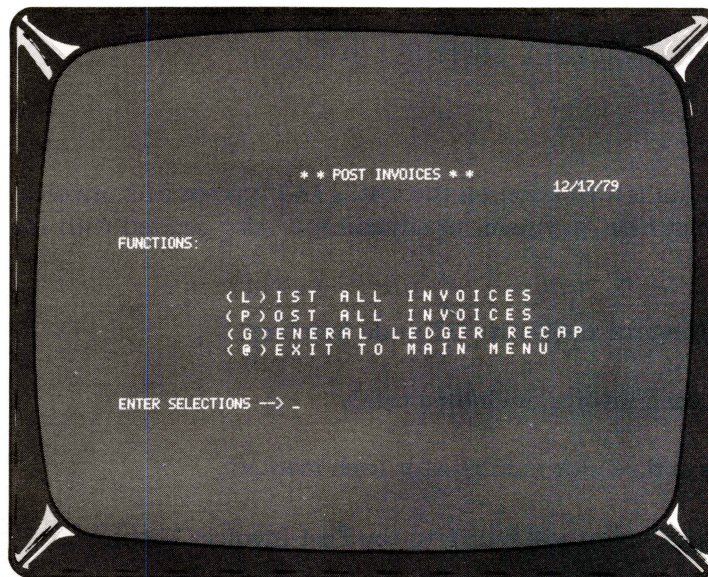 * * POST INVOICES * *
12/17/79
FUNCTIONS:
(L)IST ALL INVOICES
(P)OST ALL INVOICES
(G)ENERAL LEDGER RECAP
(@)EXIT TO MAIN MENU
ENTER SELECTIONS --> _